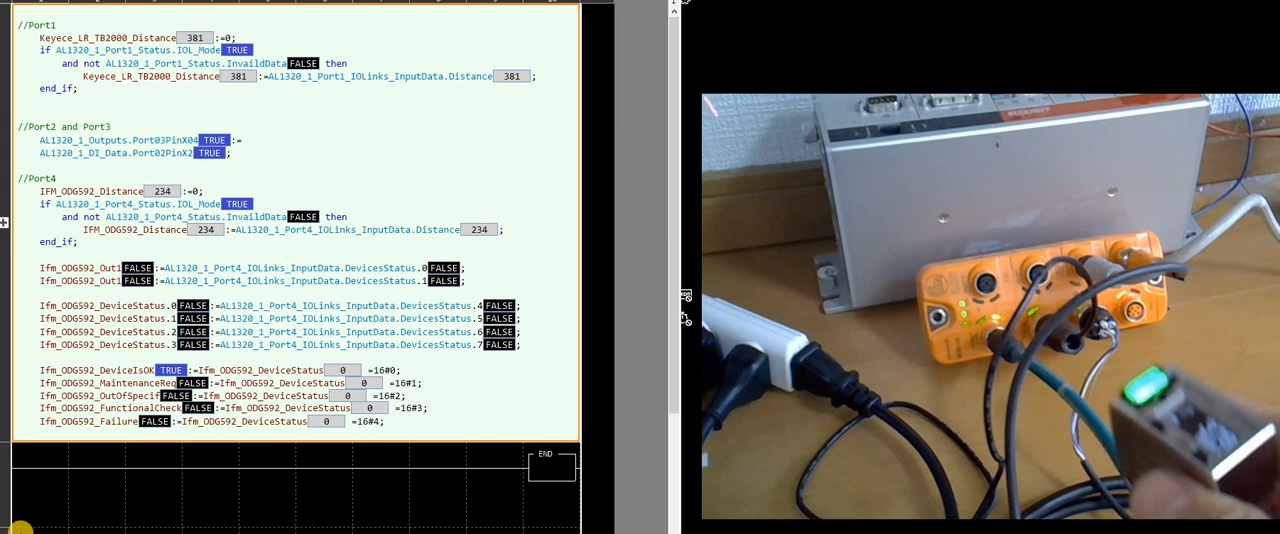 //Port1
Keyece_LR_TB2000_Distance 381 :=0;
if AL1320_1_Port1_Status.IOL_Mode TRUE
and not AL1320_1_Port1_Status.InvaildData FALSE then
Keyece_LR_TB2000_Distance 381 :=AL1320_1_Port1_IOLinks_InputData.Distance 381 ;
end_if;
//Port2 and Port3
AL1320_1_Outputs.Port03PinX04 TRUE :=
AL1320_1_DI_Data.Port02PinX2 TRUE ;
//Port4
IFM_ODG592_Distance 234 :=0;
if AL1320_1_Port4_Status.IOL_Mode TRUE
and not AL1320_1_Port4_Status.InvaildData FALSE then
IFM_ODG592_Distance 234 :=AL1320_1_Port4_IOLinks_InputData.Distance 234 ;
end_if;
Ifm_ODG592_Out1 FALSE :=AL1320_1_Port4_IOLinks_InputData.DevicesStatus.0 FALSE ;
Ifm_ODG592_Out1 FALSE :=AL1320_1_Port4_IOLinks_InputData.DevicesStatus.1 FALSE ;
Ifm_ODG592_DeviceStatus.0 FALSE :=AL1320_1_Port4_IOLinks_InputData.DevicesStatus.4 FALSE ;
Ifm_ODG592_DeviceStatus.1 FALSE :=AL1320_1_Port4_IOLinks_InputData.DevicesStatus.5 FALSE ;
Ifm_ODG592_DeviceStatus.2 FALSE :=AL1320_1_Port4_IOLinks_InputData.DevicesStatus.6 FALSE ;
Ifm_ODG592_DeviceStatus.3 FALSE :=AL1320_1_Port4_IOLinks_InputData.DevicesStatus.7 FALSE ;
Ifm_ODG592_DeviceIsOK TRUE :=Ifm_ODG592_DeviceStatus 0 =16#0;
Ifm_ODG592_MaintenanceReq FALSE :=Ifm_ODG592_DeviceStatus 0 =16#1;
Ifm_ODG592_OutOfSpecif FALSE :=Ifm_ODG592_DeviceStatus 0 =16#2;
Ifm_ODG592_FunctionalCheck FALSE :=Ifm_ODG592_DeviceStatus 0 =16#3;
Ifm_ODG592_Failure FALSE :=Ifm_ODG592_DeviceStatus 0 =16#4;
END